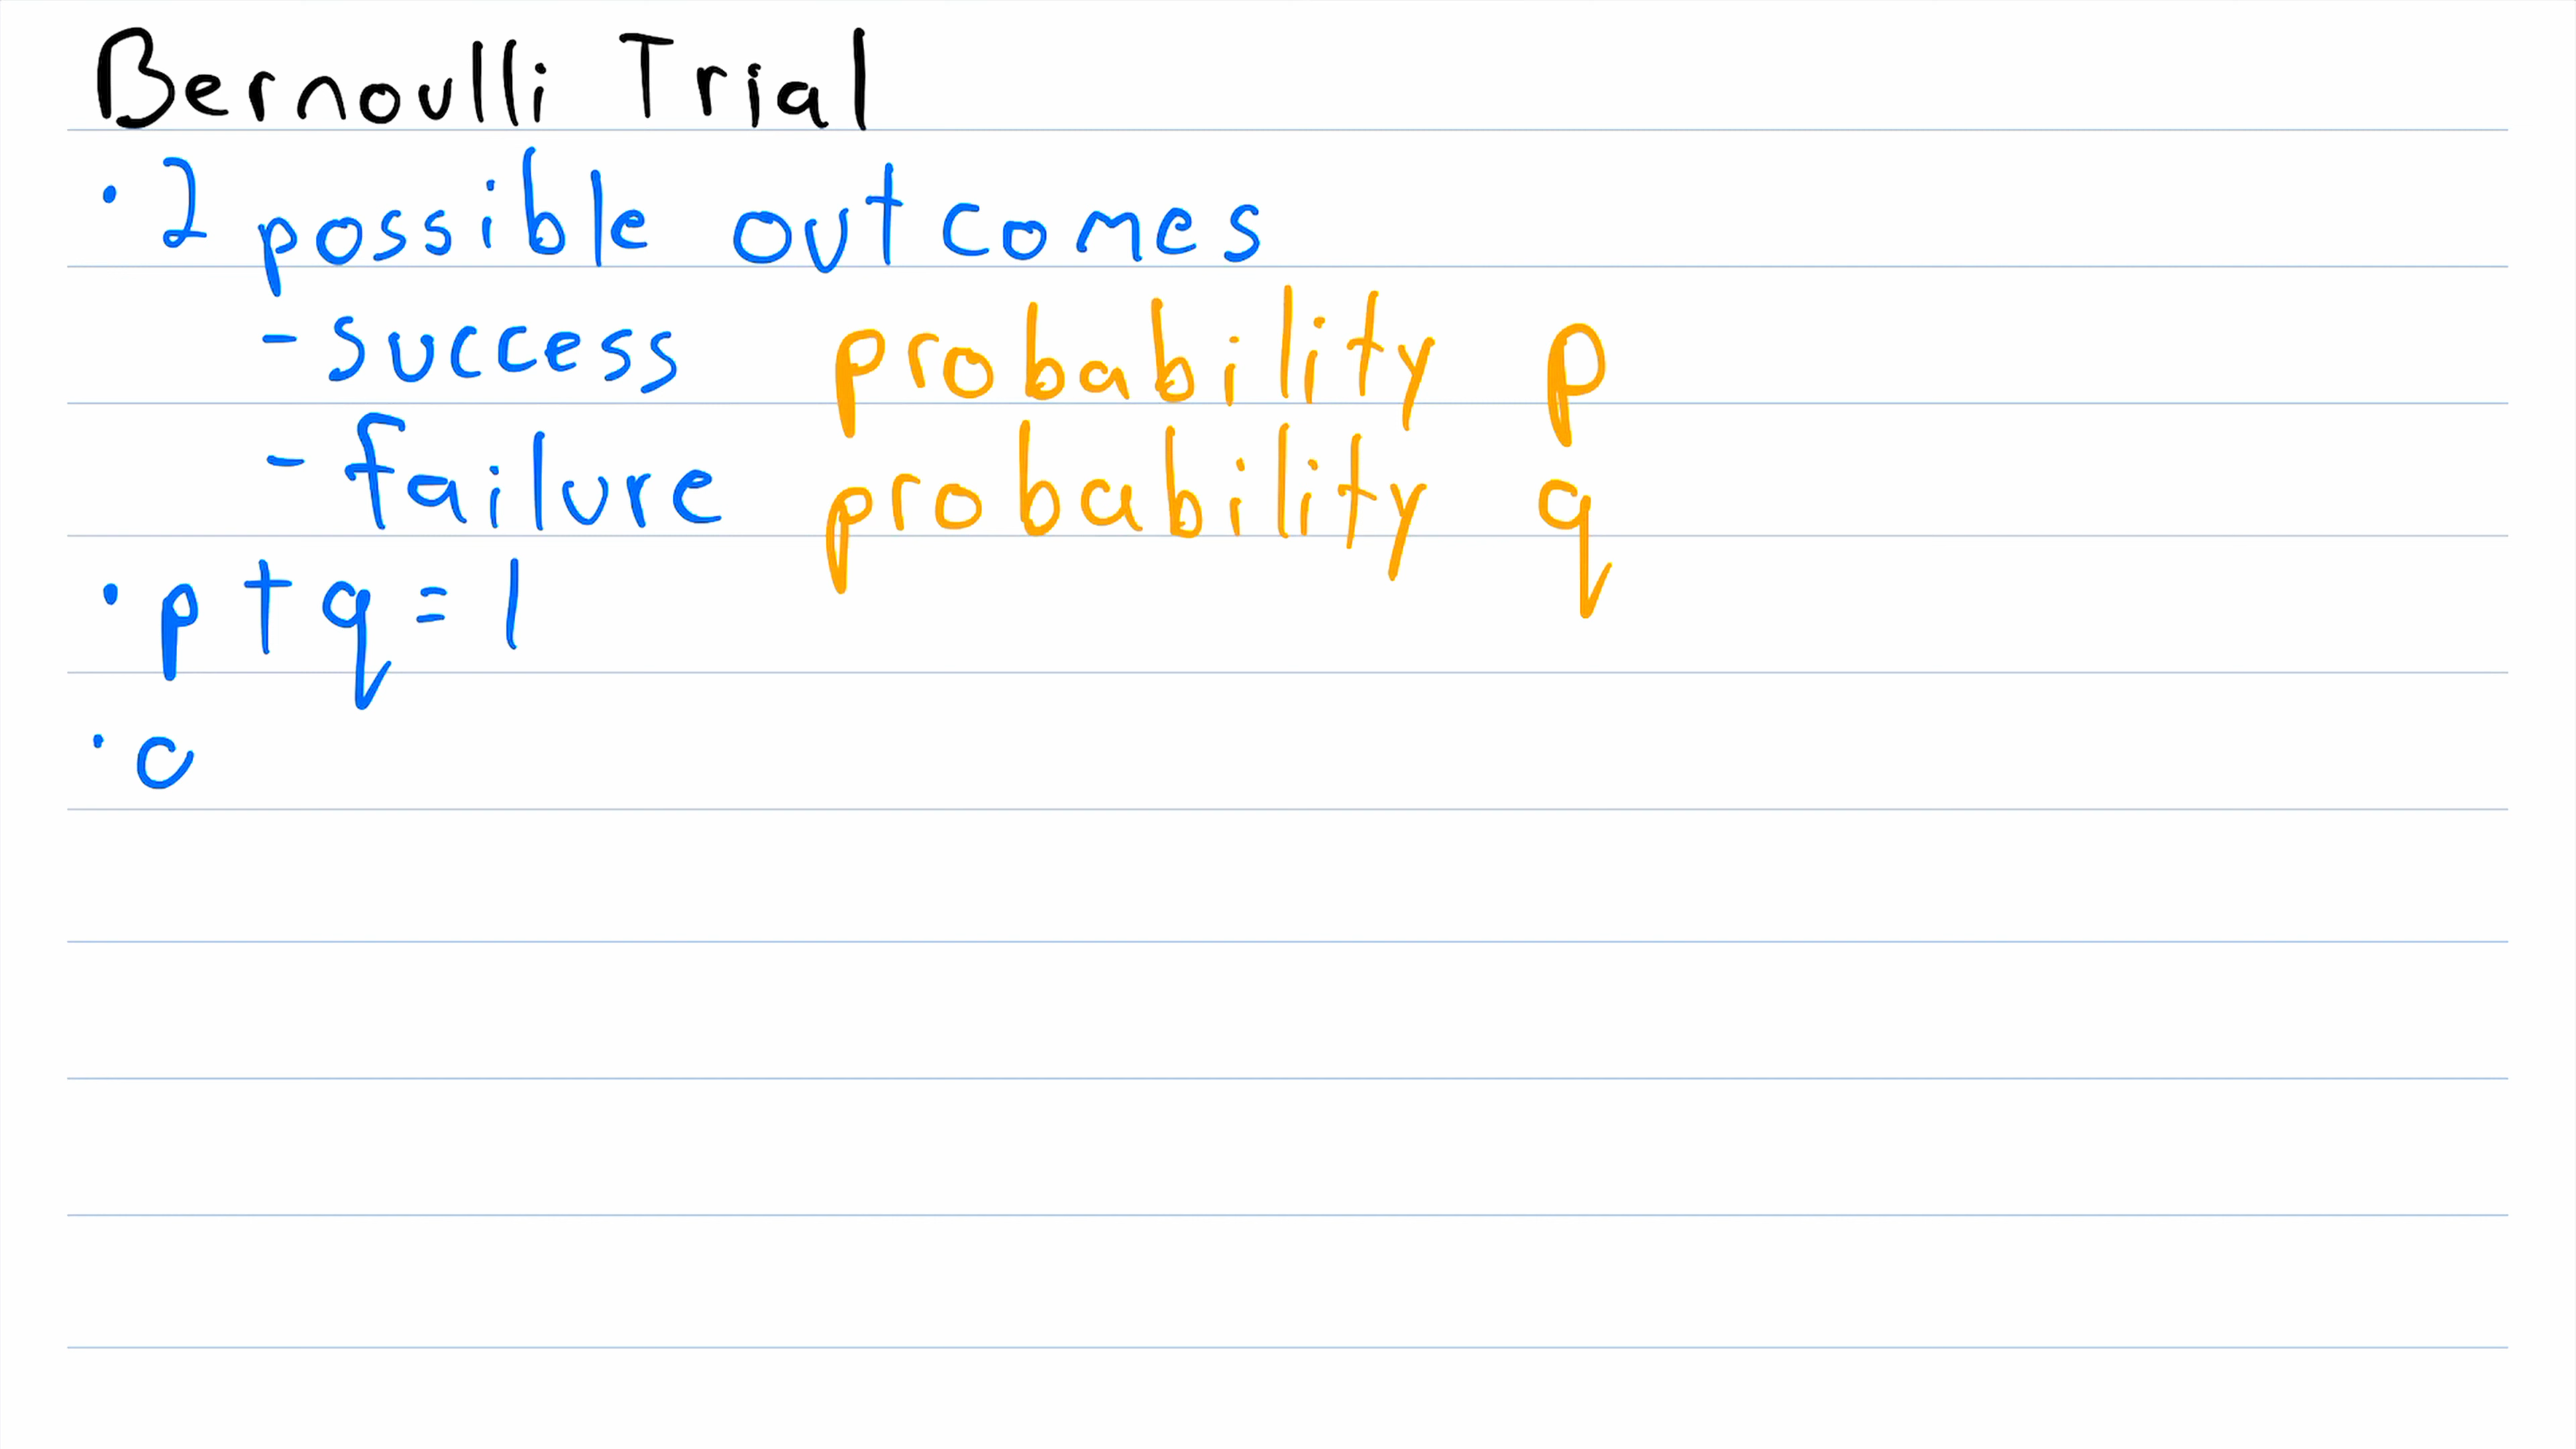 Bernoulli Trial
• 2 possible outcomes
- success probability p
- failure probability q
• p + q = 1
•